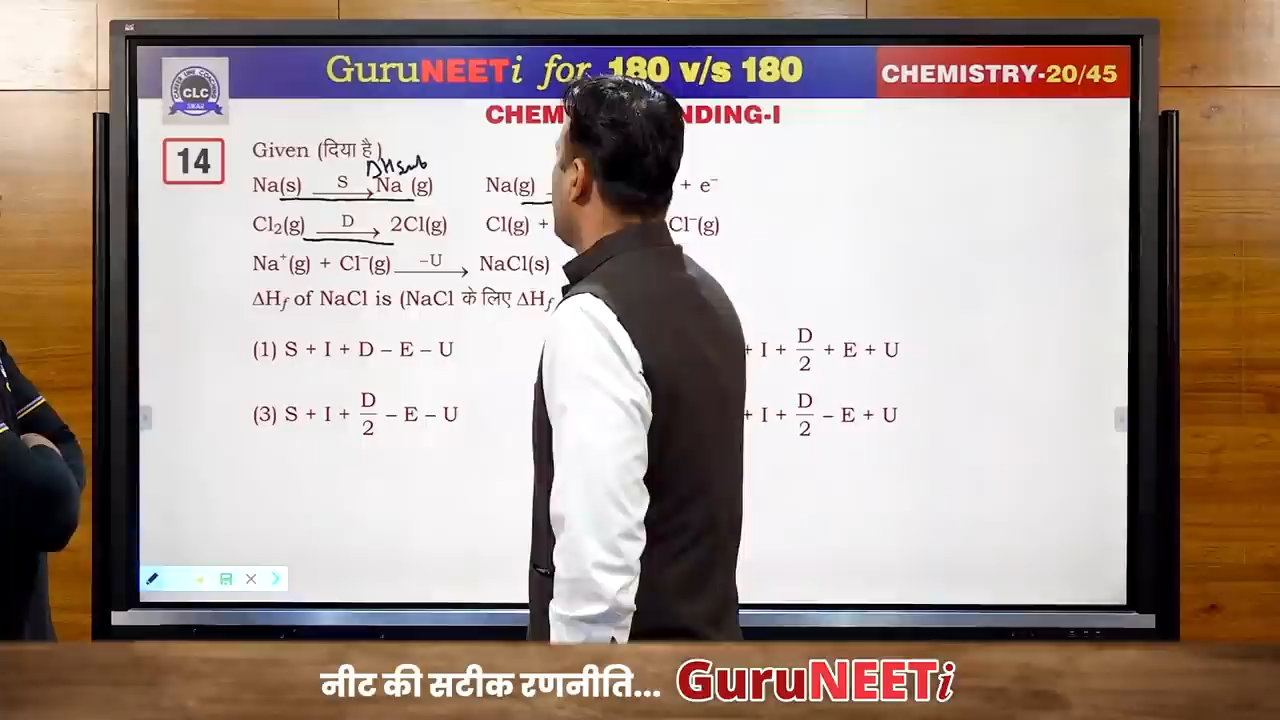 GuruNEETi for 180 v/s 180
CHEMISTRY-20/45
CLC
CHEM NDING-I
14
Given (दिया है)
ΔHsub
Na(s) —S→ Na (g) Na(g) + e⁻
Cl₂(g) —D→ 2Cl(g) Cl(g) + Cl⁻(g)
Na⁺(g) + Cl⁻(g) —–U→ NaCl(s)
ΔHf of NaCl is (NaCl के लिए ΔHf
(1) S + I + D – E – U
+ I + D/2 + E + U
(3) S + I + D/2 – E – U
+ I + D/2 – E + U
नीट की सटीक रणनीति... GuruNEETi